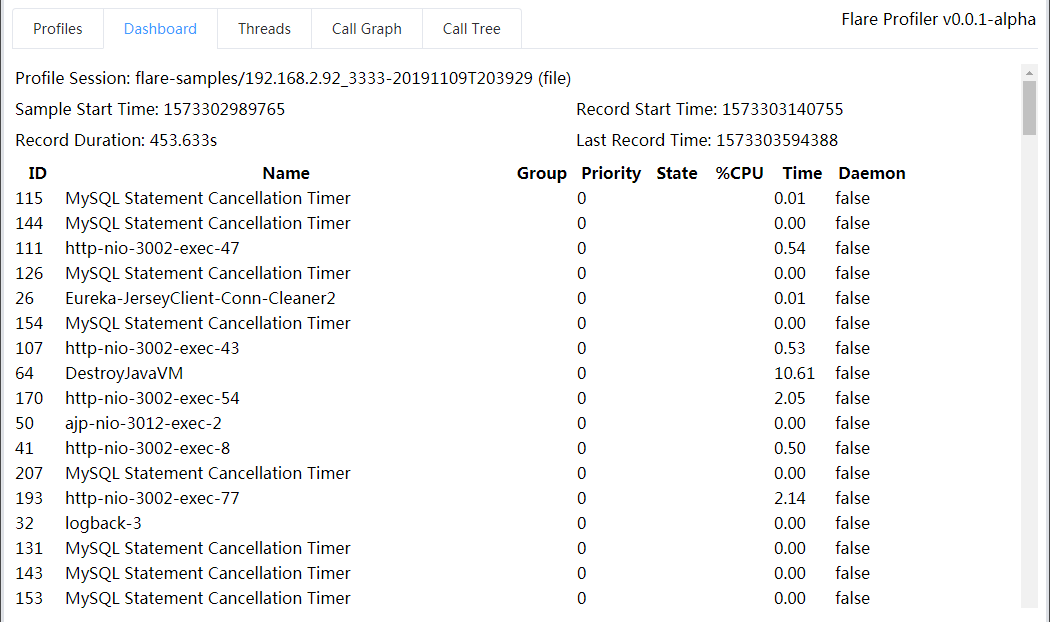 Profiles Dashboard Threads Call Graph Call Tree Flare Profiler v0.0.1-alpha
Profile Session: flare-samples/192.168.2.92_3333-20191109T203929 (file)
Sample Start Time: 1573302989765 Record Start Time: 1573303140755
Record Duration: 453.633s Last Record Time: 1573303594388
ID Name Group Priority State %CPU Time Daemon
115 MySQL Statement Cancellation Timer 0 0.01 false
144 MySQL Statement Cancellation Timer 0 0.00 false
111 http-nio-3002-exec-47 0 0.54 false
126 MySQL Statement Cancellation Timer 0 0.00 false
26 Eureka-JerseyClient-Conn-Cleaner2 0 0.01 false
154 MySQL Statement Cancellation Timer 0 0.00 false
107 http-nio-3002-exec-43 0 0.53 false
64 DestroyJavaVM 0 10.61 false
170 http-nio-3002-exec-54 0 2.05 false
50 ajp-nio-3012-exec-2 0 0.00 false
41 http-nio-3002-exec-8 0 0.50 false
207 MySQL Statement Cancellation Timer 0 0.00 false
193 http-nio-3002-exec-77 0 2.14 false
32 logback-3 0 0.00 false
131 MySQL Statement Cancellation Timer 0 0.00 false
143 MySQL Statement Cancellation Timer 0 0.00 false
153 MySQL Statement Cancellation Timer 0 0.00 false